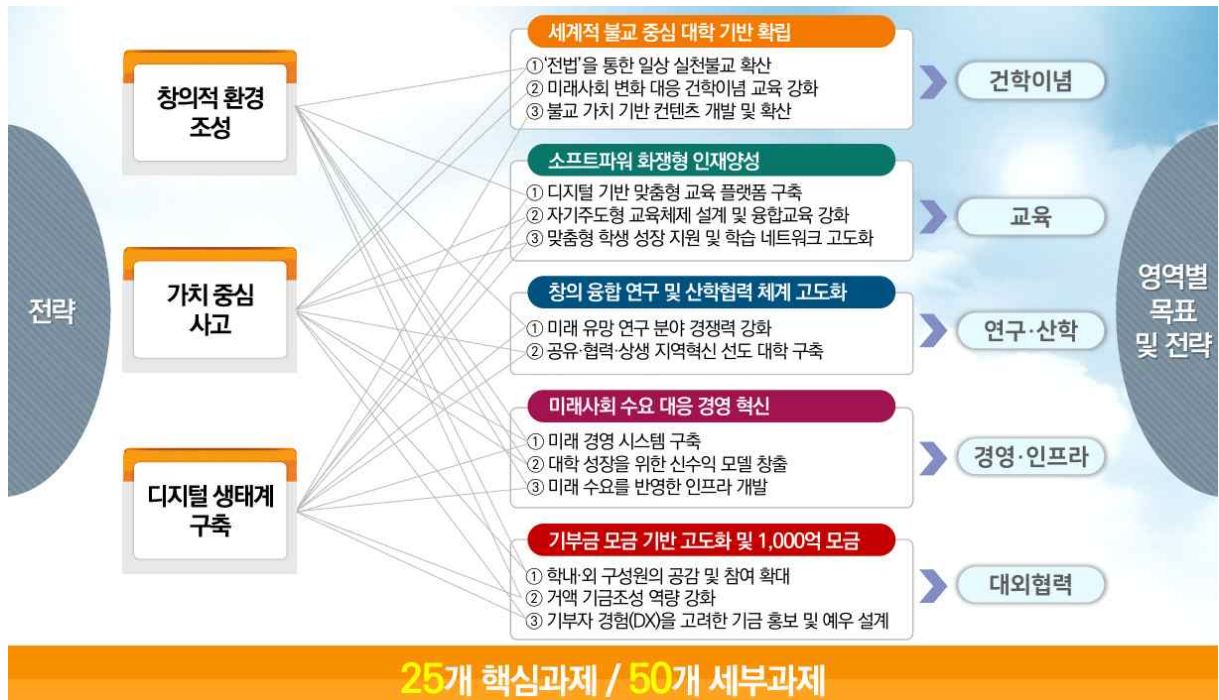 전략
창의적 환경
조성
가치 중심
사고
디지털 생태계
구축
세계적 불교 중심 대학 기반 확립
①'전법'을 통한 일상 실천불교 확산
② 미래사회 변화 대응 건학이념 교육 강화
③ 불교 가치 기반 컨텐츠 개발 및 확산
건학이념
소프트파워 화쟁형 인재양성
① 디지털 기반 맞춤형 교육 플랫폼 구축
② 자기주도형 교육체제 설계 및 융합교육 강화
③ 맞춤형 학생 성장 지원 및 학습 네트워크 고도화
교육
창의 융합 연구 및 산학협력 체계 고도화
① 미래 유망 연구 분야 경쟁력 강화
② 공유·협력·상생 지역혁신 선도 대학 구축
연구·산학
미래사회 수요 대응 경영 혁신
① 미래 경영 시스템 구축
② 대학 성장을 위한 신수익 모델 창출
③ 미래 수요를 반영한 인프라 개발
경영·인프라
기부금 모금 기반 고도화 및 1,000억 모금
① 학내·외 구성원의 공감 및 참여 확대
② 거액 기금조성 역량 강화
③ 기부자 경험(DX)을 고려한 기금 홍보 및 예우 설계
대외협력
영역별
목표
및 전략
25개 핵심과제 / 50개 세부과제